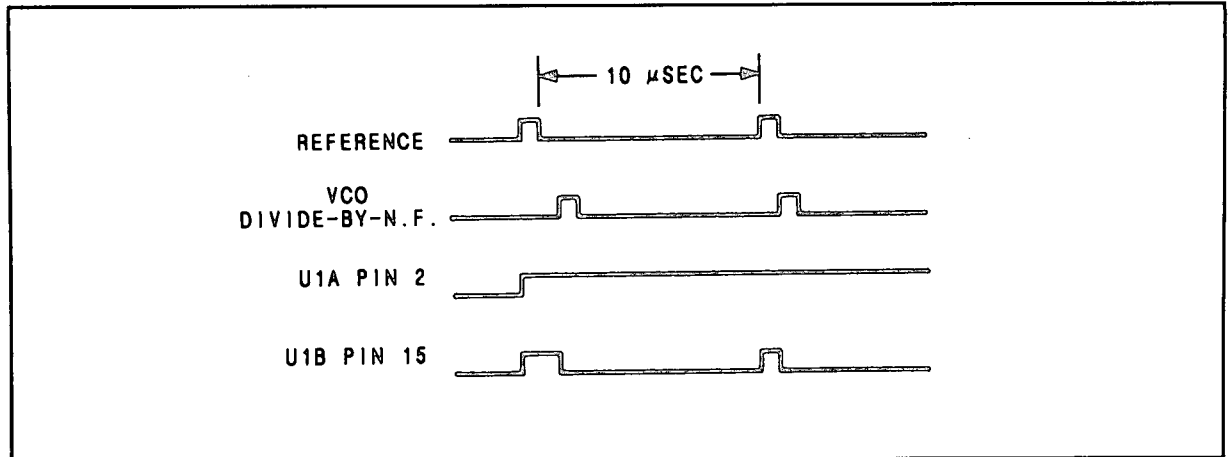 10 μSEC
REFERENCE
VCO
DIVIDE-BY-N.F.
U1A PIN 2
U1B PIN 15